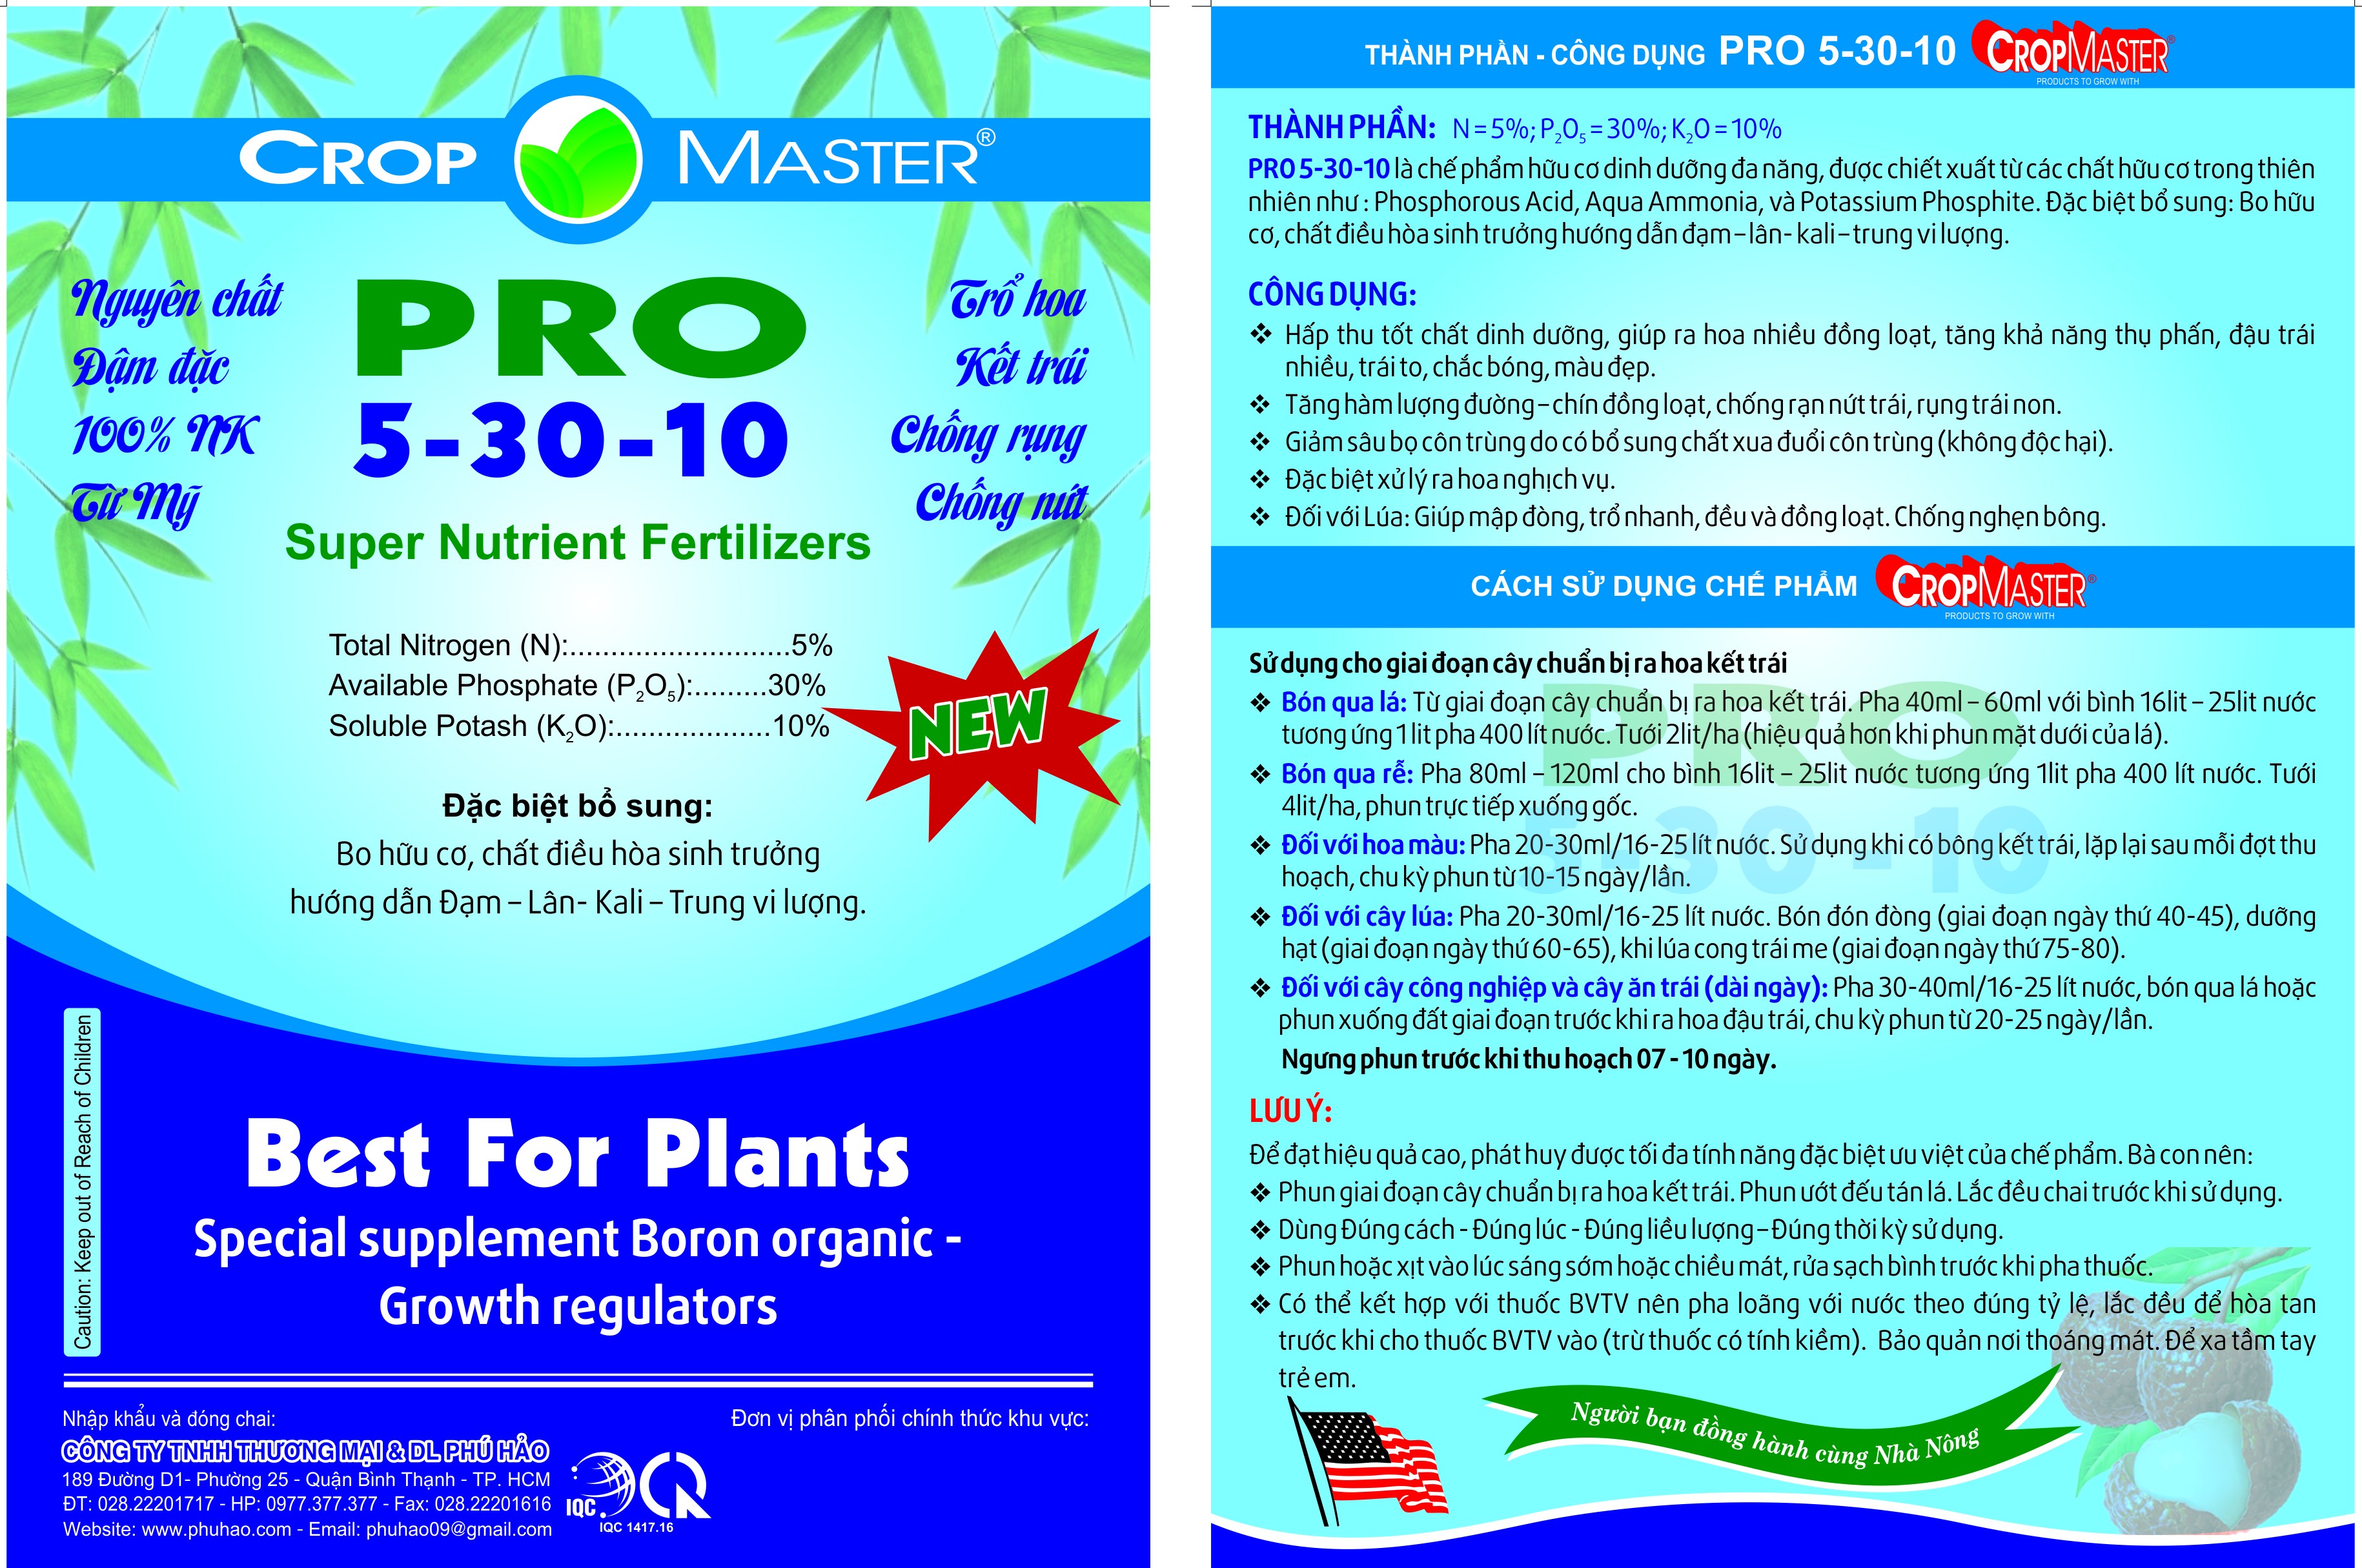 CROP MASTER®
Nguyên chất
Đậm đặc
100% NK
Từ Mỹ
PRO
5-30-10
Trổ hoa
Kết trái
Chống rụng
Chống nứt
Super Nutrient Fertilizers
Total Nitrogen (N):...........................5%
Available Phosphate (P₂O₅):.........30%
Soluble Potash (K₂O):...................10%
NEW
Đặc biệt bổ sung:
Bo hữu cơ, chất điều hòa sinh trưởng
hướng dẫn Đạm – Lân- Kali – Trung vi lượng.
Caution: Keep out of Reach of Children
Best For Plants
Special supplement Boron organic -
Growth regulators
Nhập khẩu và đóng chai:
CÔNG TY TNHH THƯƠNG MẠI & DL PHÚ HẢO
189 Đường D1- Phường 25 - Quận Bình Thạnh - TP. HCM
ĐT: 028.22201717 - HP: 0977.377.377 - Fax: 028.22201616
Website: www.phuhao.com - Email: phuhao09@gmail.com
IQC
IQC 1417.16
Đơn vị phân phối chính thức khu vực:
THÀNH PHẦN - CÔNG DỤNG PRO 5-30-10 CROPMASTER®
PRODUCTS TO GROW WITH
THÀNH PHẦN: N = 5%; P₂O₅ = 30%; K₂O = 10%
PRO 5-30-10 là chế phẩm hữu cơ dinh dưỡng đa năng, được chiết xuất từ các chất hữu cơ trong thiên
nhiên như : Phosphorous Acid, Aqua Ammonia, và Potassium Phosphite. Đặc biệt bổ sung: Bo hữu
cơ, chất điều hòa sinh trưởng hướng dẫn đạm – lân- kali – trung vi lượng.
CÔNG DỤNG:
❖ Hấp thu tốt chất dinh dưỡng, giúp ra hoa nhiều đồng loạt, tăng khả năng thụ phấn, đậu trái
nhiều, trái to, chắc bóng, màu đẹp.
❖ Tăng hàm lượng đường – chín đồng loạt, chống rạn nứt trái, rụng trái non.
❖ Giảm sâu bọ côn trùng do có bổ sung chất xua đuổi côn trùng (không độc hại).
❖ Đặc biệt xử lý ra hoa nghịch vụ.
❖ Đối với Lúa: Giúp mập đòng, trổ nhanh, đều và đồng loạt. Chống nghẹn bông.
CÁCH SỬ DỤNG CHẾ PHẨM CROPMASTER®
PRODUCTS TO GROW WITH
Sử dụng cho giai đoạn cây chuẩn bị ra hoa kết trái
❖ Bón qua lá: Từ giai đoạn cây chuẩn bị ra hoa kết trái. Pha 40ml – 60ml với bình 16lit – 25lit nước
tương ứng 1 lit pha 400 lít nước. Tưới 2lit/ha (hiệu quả hơn khi phun mặt dưới của lá).
❖ Bón qua rễ: Pha 80ml – 120ml cho bình 16lit – 25lit nước tương ứng 1lit pha 400 lít nước. Tưới
4lit/ha, phun trực tiếp xuống gốc.
❖ Đối với hoa màu: Pha 20-30ml/16-25 lít nước. Sử dụng khi có bông kết trái, lặp lại sau mỗi đợt thu
hoạch, chu kỳ phun từ 10-15 ngày/lần.
❖ Đối với cây lúa: Pha 20-30ml/16-25 lít nước. Bón đón đòng (giai đoạn ngày thứ 40-45), dưỡng
hạt (giai đoạn ngày thứ 60-65), khi lúa cong trái me (giai đoạn ngày thứ 75-80).
❖ Đối với cây công nghiệp và cây ăn trái (dài ngày): Pha 30-40ml/16-25 lít nước, bón qua lá hoặc
phun xuống đất giai đoạn trước khi ra hoa đậu trái, chu kỳ phun từ 20-25 ngày/lần.
Ngưng phun trước khi thu hoạch 07 - 10 ngày.
PRO
5-30-10
LƯU Ý:
Để đạt hiệu quả cao, phát huy được tối đa tính năng đặc biệt ưu việt của chế phẩm. Bà con nên:
❖ Phun giai đoạn cây chuẩn bị ra hoa kết trái. Phun ướt đếu tán lá. Lắc đều chai trước khi sử dụng.
❖ Dùng Đúng cách - Đúng lúc - Đúng liều lượng – Đúng thời kỳ sử dụng.
❖ Phun hoặc xịt vào lúc sáng sớm hoặc chiều mát, rửa sạch bình trước khi pha thuốc.
❖ Có thể kết hợp với thuốc BVTV nên pha loãng với nước theo đúng tỷ lệ, lắc đều để hòa tan
trước khi cho thuốc BVTV vào (trừ thuốc có tính kiềm). Bảo quản nơi thoáng mát. Để xa tầm tay
trẻ em.
Người bạn đồng hành cùng Nhà Nông